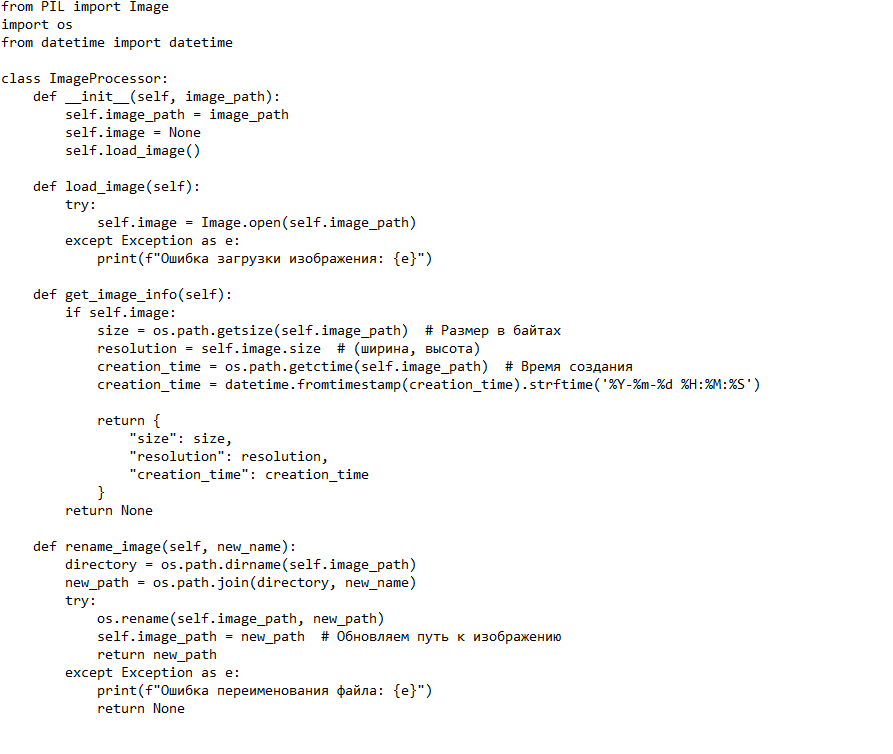 from PIL import Image
import os
from datetime import datetime

class ImageProcessor:
    def __init__(self, image_path):
        self.image_path = image_path
        self.image = None
        self.load_image()

    def load_image(self):
        try:
            self.image = Image.open(self.image_path)
        except Exception as e:
            print(f"Ошибка загрузки изображения: {e}")

    def get_image_info(self):
        if self.image:
            size = os.path.getsize(self.image_path)  # Размер в байтах
            resolution = self.image.size  # (ширина, высота)
            creation_time = os.path.getctime(self.image_path)  # Время создания
            creation_time = datetime.fromtimestamp(creation_time).strftime('%Y-%m-%d %H:%M:%S')

            return {
                "size": size,
                "resolution": resolution,
                "creation_time": creation_time
            }
        return None

    def rename_image(self, new_name):
        directory = os.path.dirname(self.image_path)
        new_path = os.path.join(directory, new_name)
        try:
            os.rename(self.image_path, new_path)
            self.image_path = new_path  # Обновляем путь к изображению
            return new_path
        except Exception as e:
            print(f"Ошибка переименования файла: {e}")
            return None